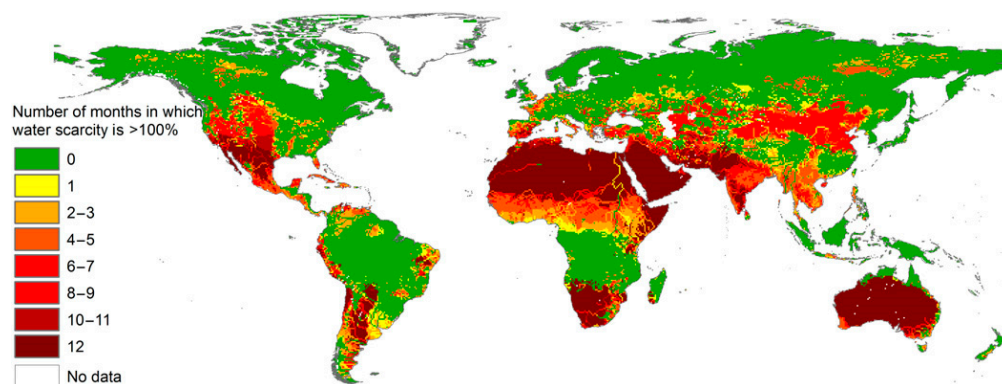 Number of months in which
water scarcity is >100%
0
1
2–3
4–5
6–7
8–9
10–11
12
No data